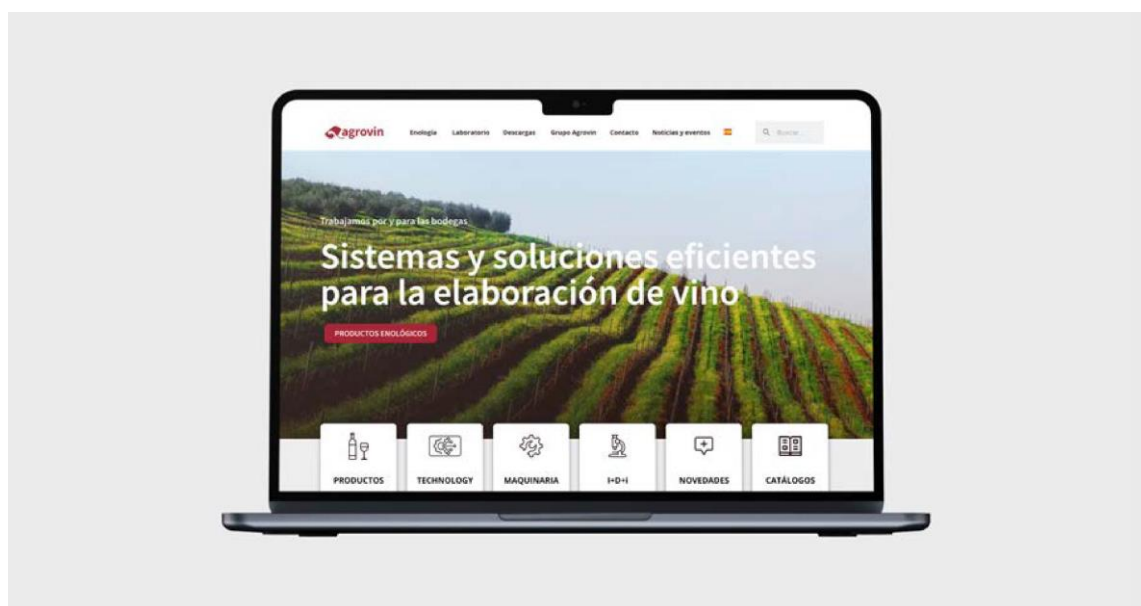 agrovin
Enología Laboratorio Descargas Grupo Agrovin Contacto Noticias y eventos
Buscar...
Trabajamos por y para las bodegas
Sistemas y soluciones eficientes
para la elaboración de vino
PRODUCTOS ENOLÓGICOS
PRODUCTOS TECHNOLOGY MAQUINARIA I+D+i NOVEDADES CATÁLOGOS